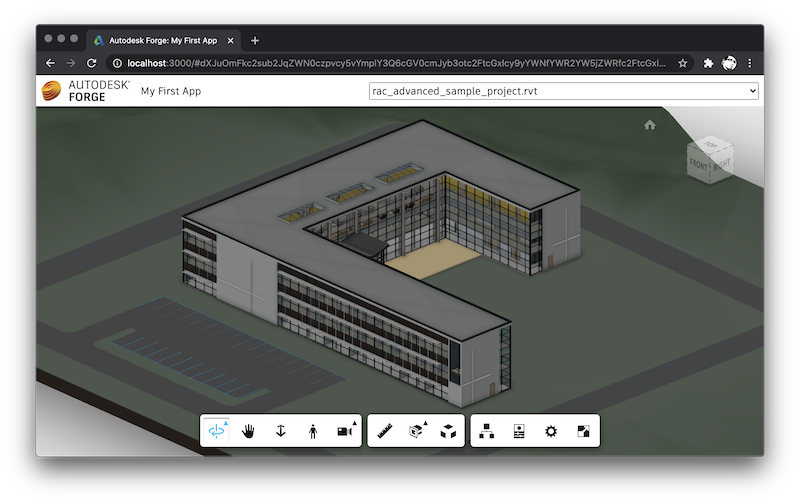 Autodesk Forge: My First App
localhost:3000/#dXJuOmFkc2sub2JqZWN0czpvcy5vYmplY3Q6cGV0cmJyb3otc2FtcGxlcy9yYWNfYWR2YW5jZWRfc2FtcGxl...
AUTODESK
FORGE
My First App
rac_advanced_sample_project.rvt
TOP
FRONT
RIGHT